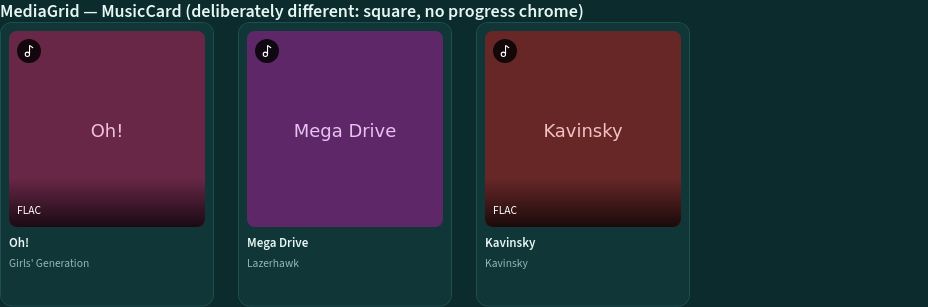 MediaGrid — MusicCard (deliberately different: square, no progress chrome)
Oh!
FLAC
Oh!
Girls' Generation
Mega Drive
Mega Drive
Lazerhawk
Kavinsky
FLAC
Kavinsky
Kavinsky